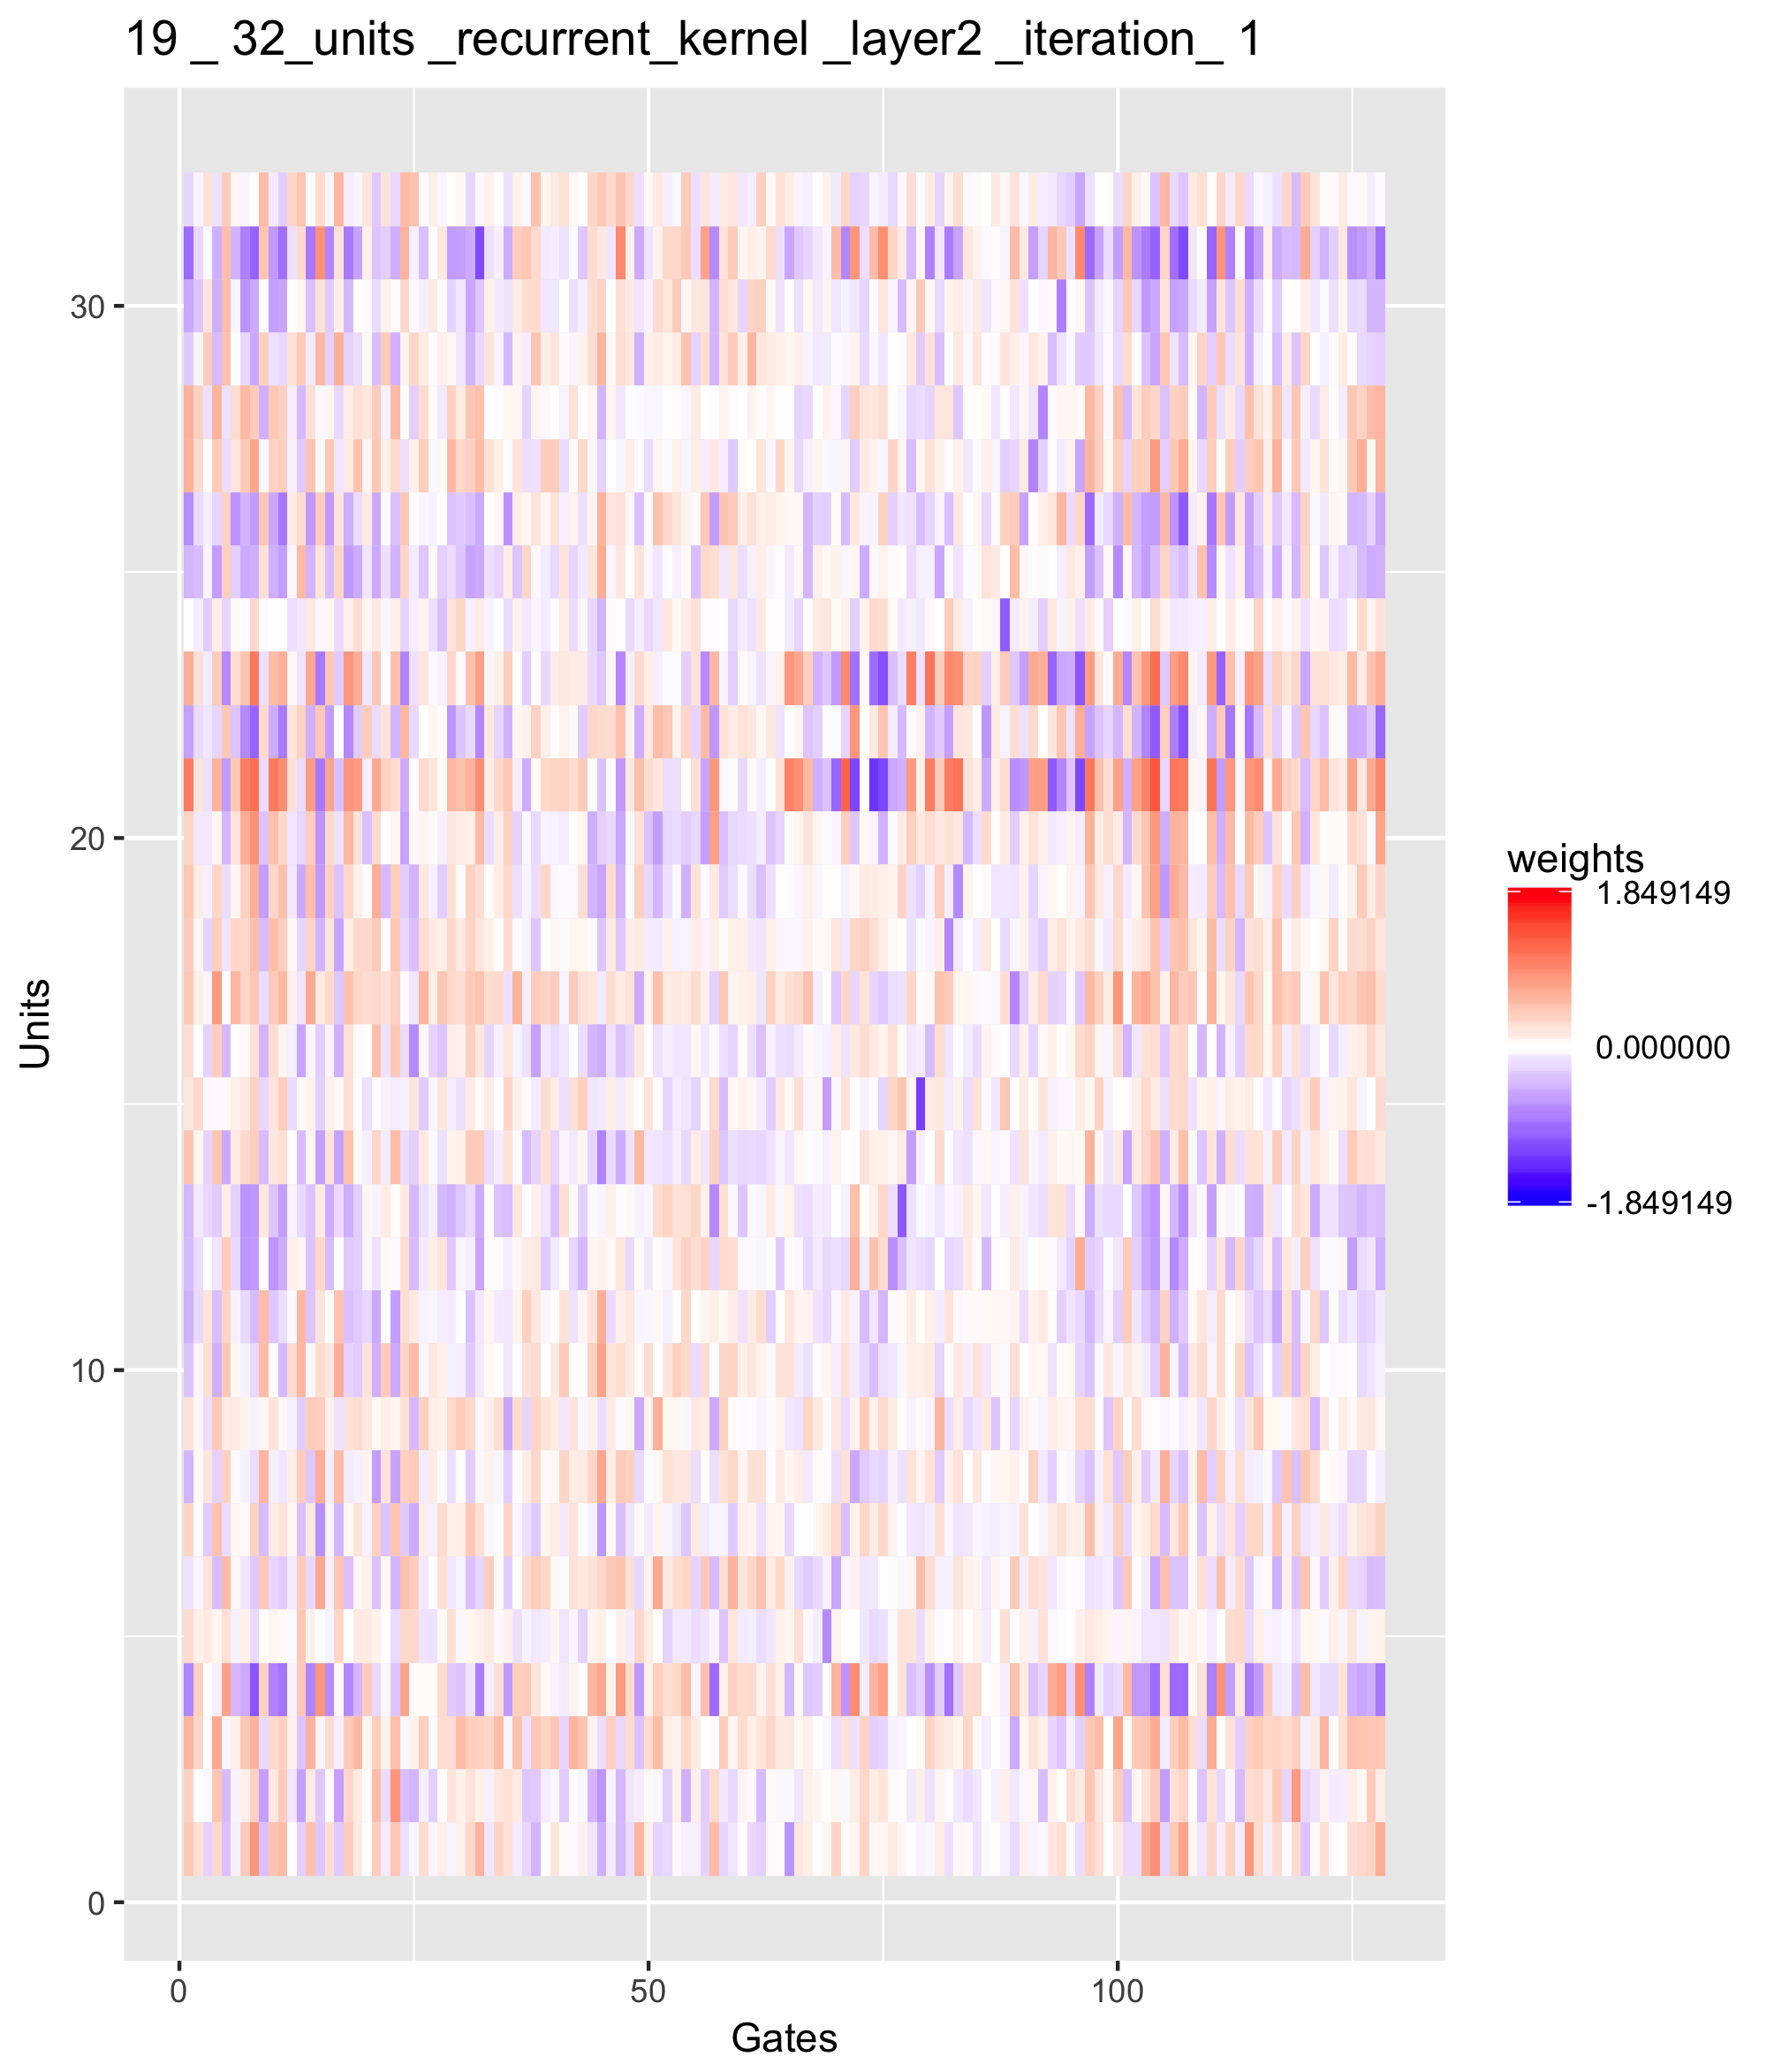 19 _ 32_units _recurrent_kernel _layer2 _iteration_ 1
30
20
10
0
Units
0
50
100
Gates
weights
1.849149
0.000000
-1.849149